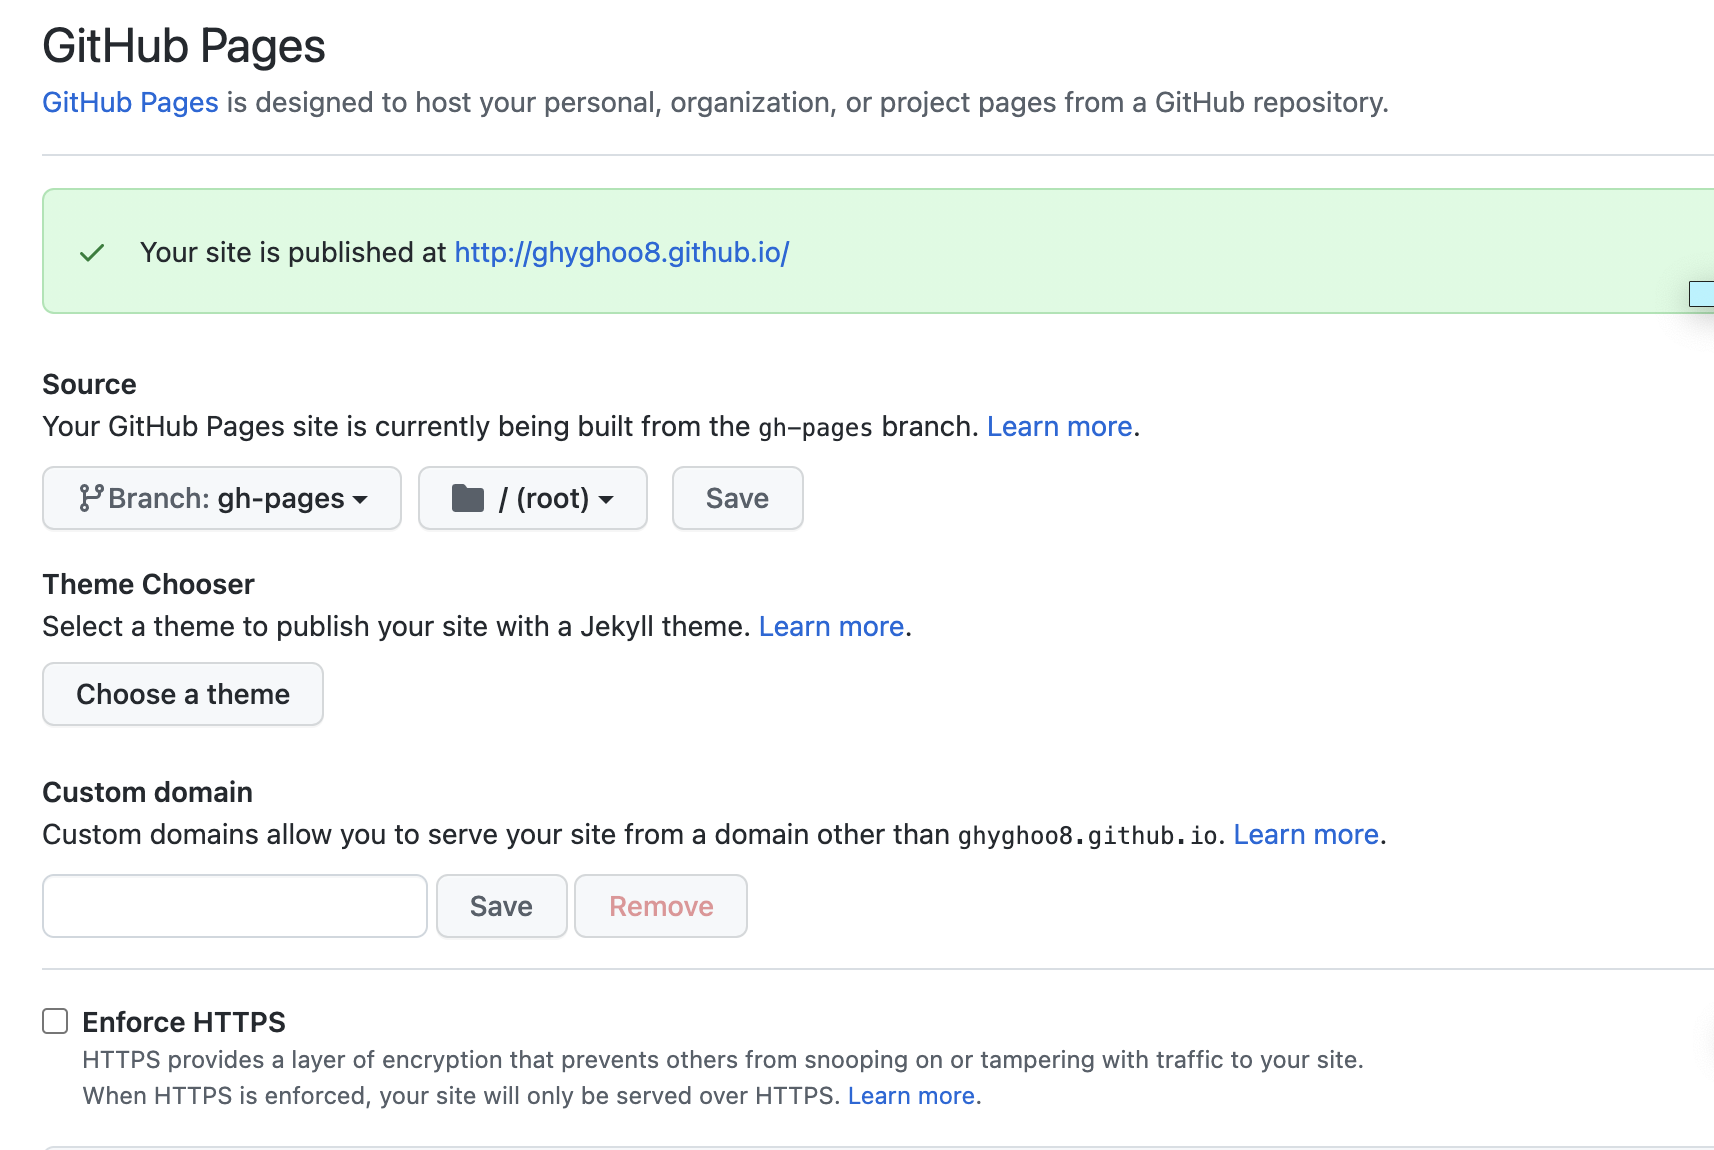 GitHub Pages
GitHub Pages is designed to host your personal, organization, or project pages from a GitHub repository.
Your site is published at http://ghyghoo8.github.io/
Source
Your GitHub Pages site is currently being built from the gh-pages branch. Learn more.
Branch: gh-pages / (root) Save
Theme Chooser
Select a theme to publish your site with a Jekyll theme. Learn more.
Choose a theme
Custom domain
Custom domains allow you to serve your site from a domain other than ghyghoo8.github.io. Learn more.
Save Remove
Enforce HTTPS
HTTPS provides a layer of encryption that prevents others from snooping on or tampering with traffic to your site.
When HTTPS is enforced, your site will only be served over HTTPS. Learn more.